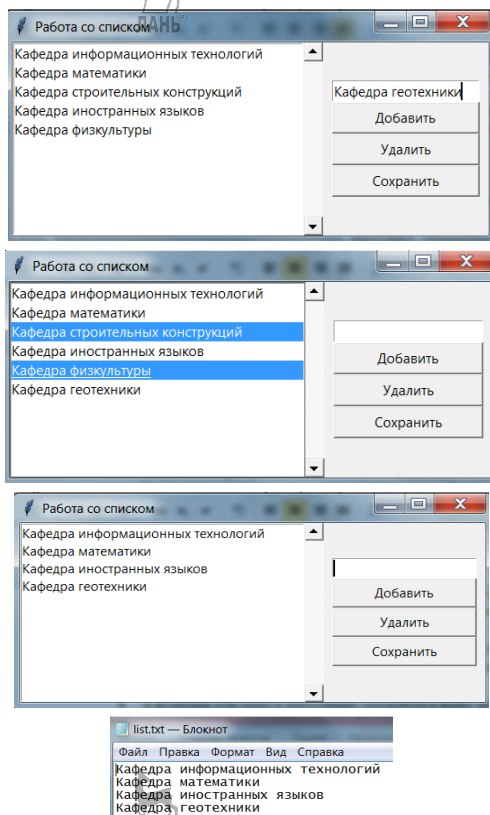 Работа со списком
ЛАНЬ®
Кафедра информационных технологий
Кафедра математики
Кафедра строительных конструкций
Кафедра иностранных языков
Кафедра физкультуры
Кафедра геотехники
Добавить
Удалить
Сохранить
Работа со списком
Кафедра информационных технологий
Кафедра математики
Кафедра строительных конструкций
Кафедра иностранных языков
Кафедра физкультуры
Кафедра геотехники
Добавить
Удалить
Сохранить
Работа со списком
Кафедра информационных технологий
Кафедра математики
Кафедра иностранных языков
Кафедра геотехники
Добавить
Удалить
Сохранить
list.txt — Блокнот
Файл Правка Формат Вид Справка
Кафедра информационных технологий
Кафедра математики
Кафедра иностранных языков
Кафедра геотехники